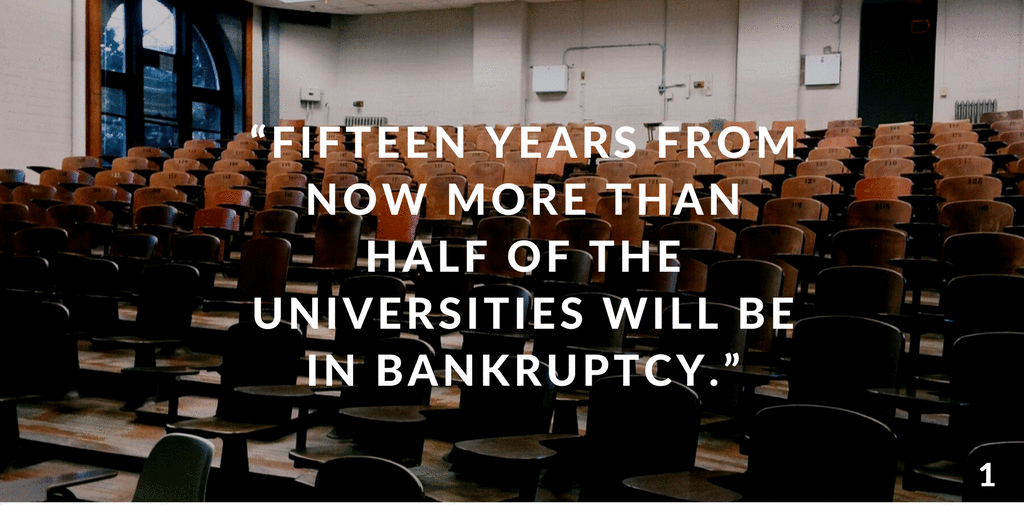 “FIFTEEN YEARS FROM
NOW MORE THAN
HALF OF THE
UNIVERSITIES WILL BE
IN BANKRUPTCY.”
1